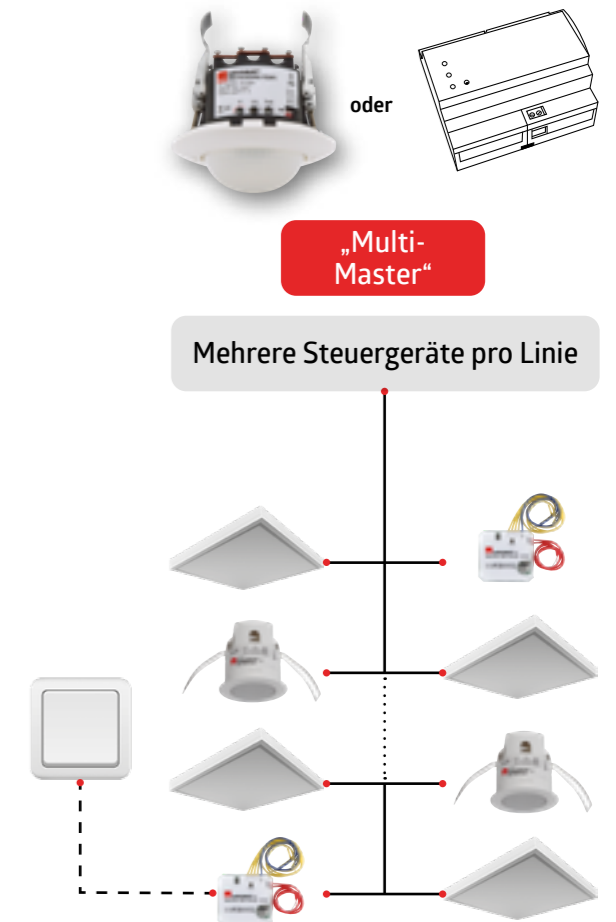 oder
„Multi-
Master“
Mehrere Steuergeräte pro Linie